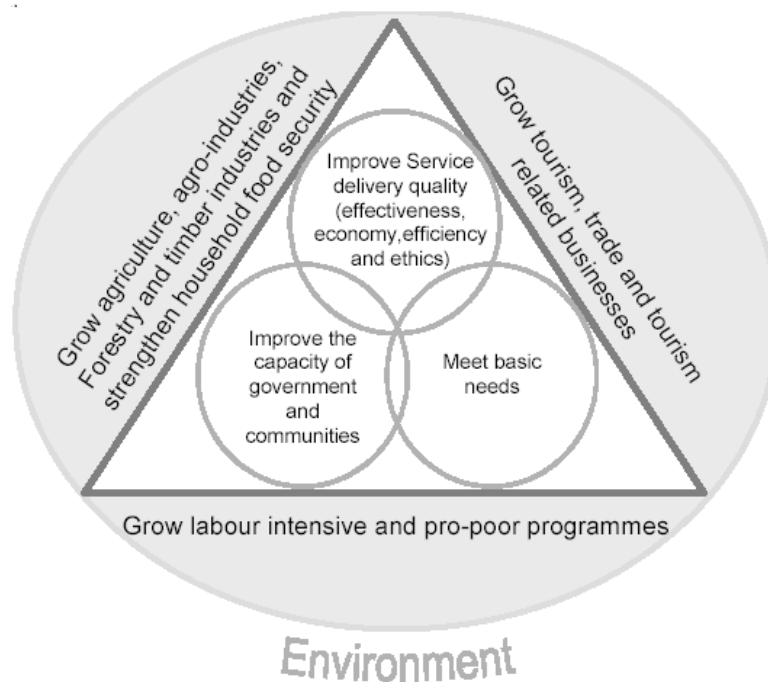 Grow agriculture, agro-industries,
Forestry and timber industries and
strengthen household food security
Grow tourism, trade and tourism
related businesses
Improve Service
delivery quality
(effectiveness,
economy,efficiency
and ethics)
Improve the
capacity of
government
and
communities
Meet basic
needs
Grow labour intensive and pro-poor programmes
Environment